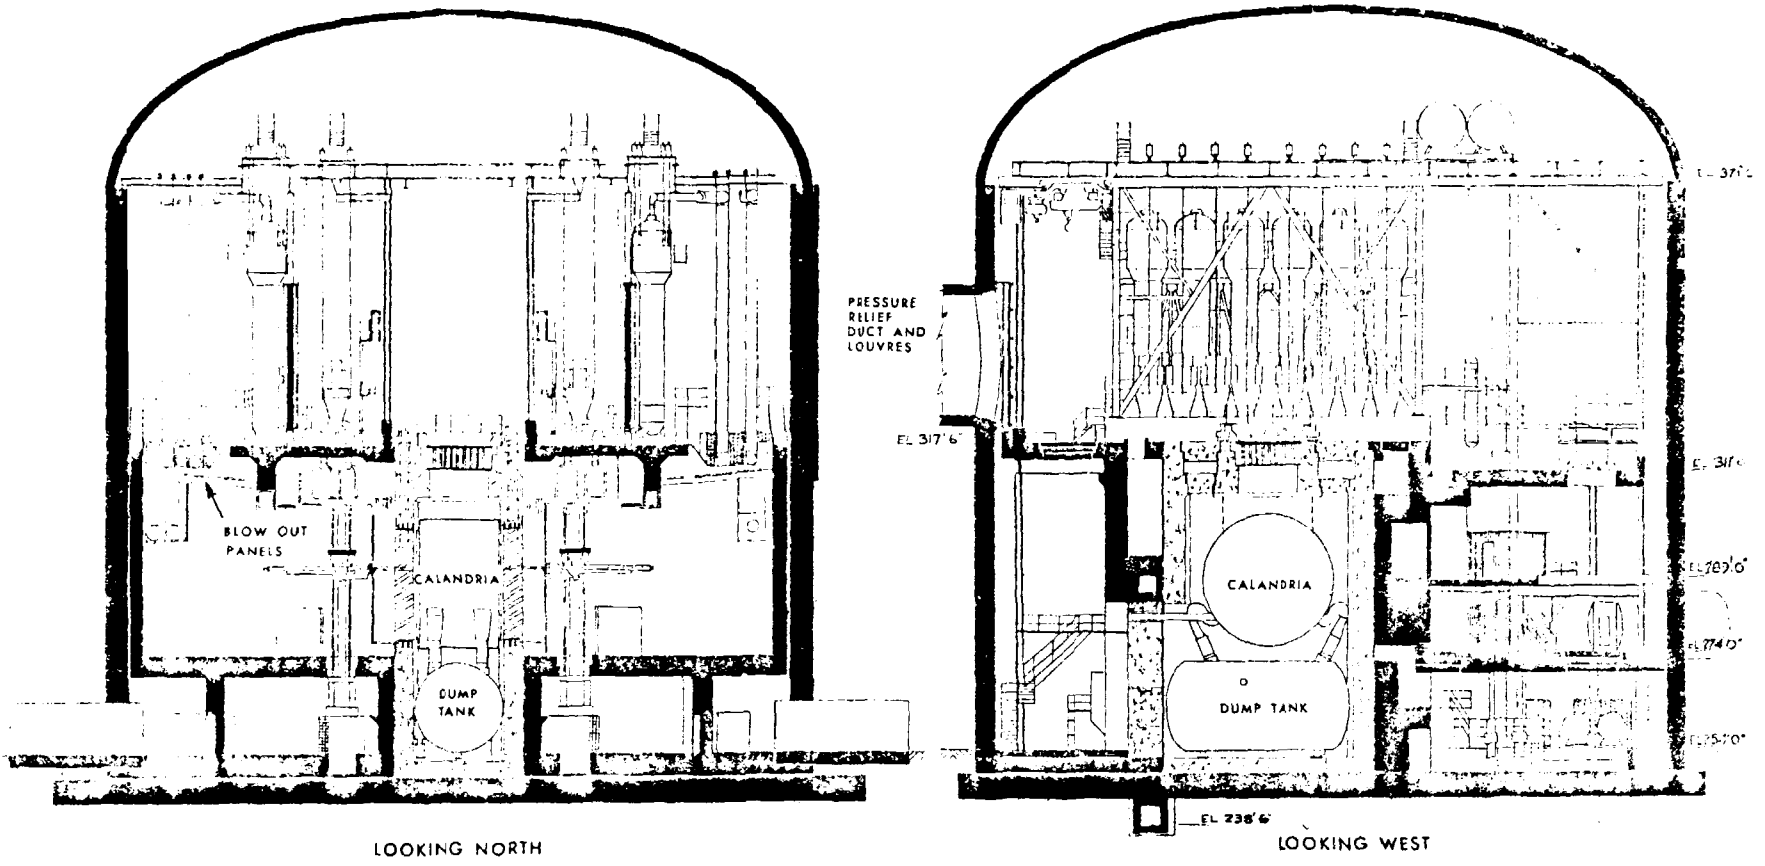 BLOW OUT
PANELS
CALANDRIA
DUMP
TANK
LOOKING NORTH
PRESSURE
RELIEF
DUCT AND
LOUVRES
EL 317'6"
CALANDRIA
DUMP TANK
EL 238'6"
LOOKING WEST